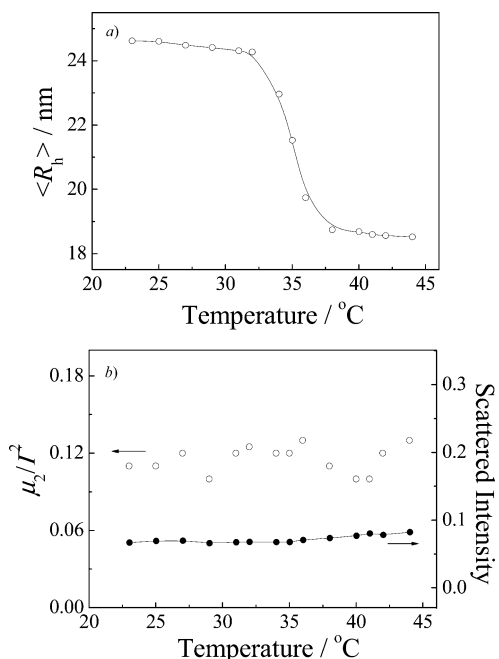 a)
<R_h> / nm
24
22
20
18
20 25 30 35 40 45
Temperature / °C
b)
μ₂/Γ²
0.18
0.12
0.06
0.00
Scattered Intensity
0.3
0.2
0.1
0.0
20 25 30 35 40 45
Temperature / °C